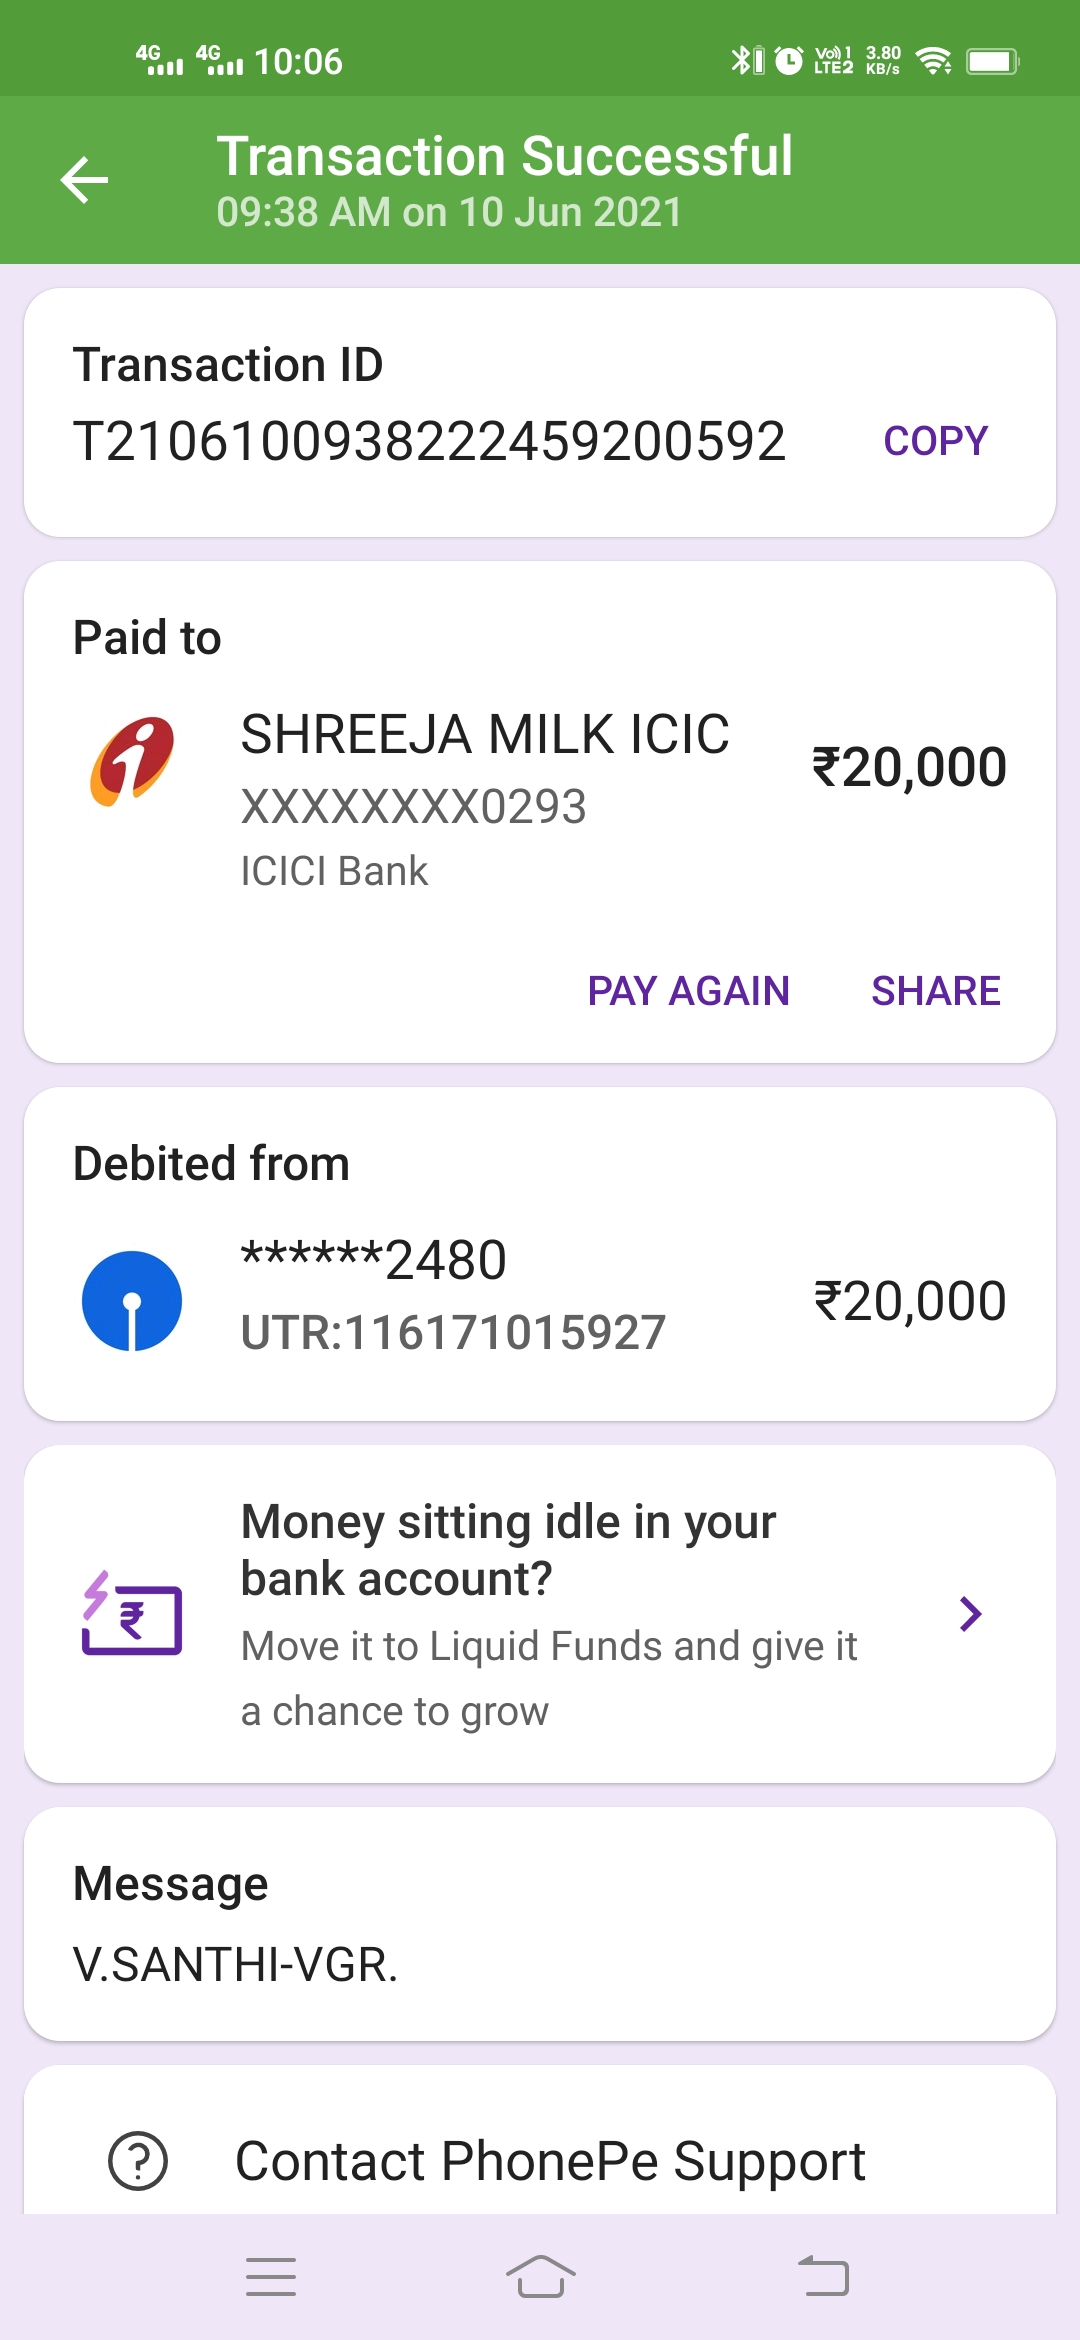 4G 4G 10:06 Vo) 1 LTE2 3.80 KB/s
Transaction Successful
09:38 AM on 10 Jun 2021
Transaction ID
T2106100938222459200592 COPY
Paid to
SHREEJA MILK ICIC ₹20,000
XXXXXXXX0293
ICICI Bank
PAY AGAIN SHARE
Debited from
******2480 ₹20,000
UTR:116171015927
Money sitting idle in your
bank account?
Move it to Liquid Funds and give it
a chance to grow
Message
V.SANTHI-VGR.
Contact PhonePe Support